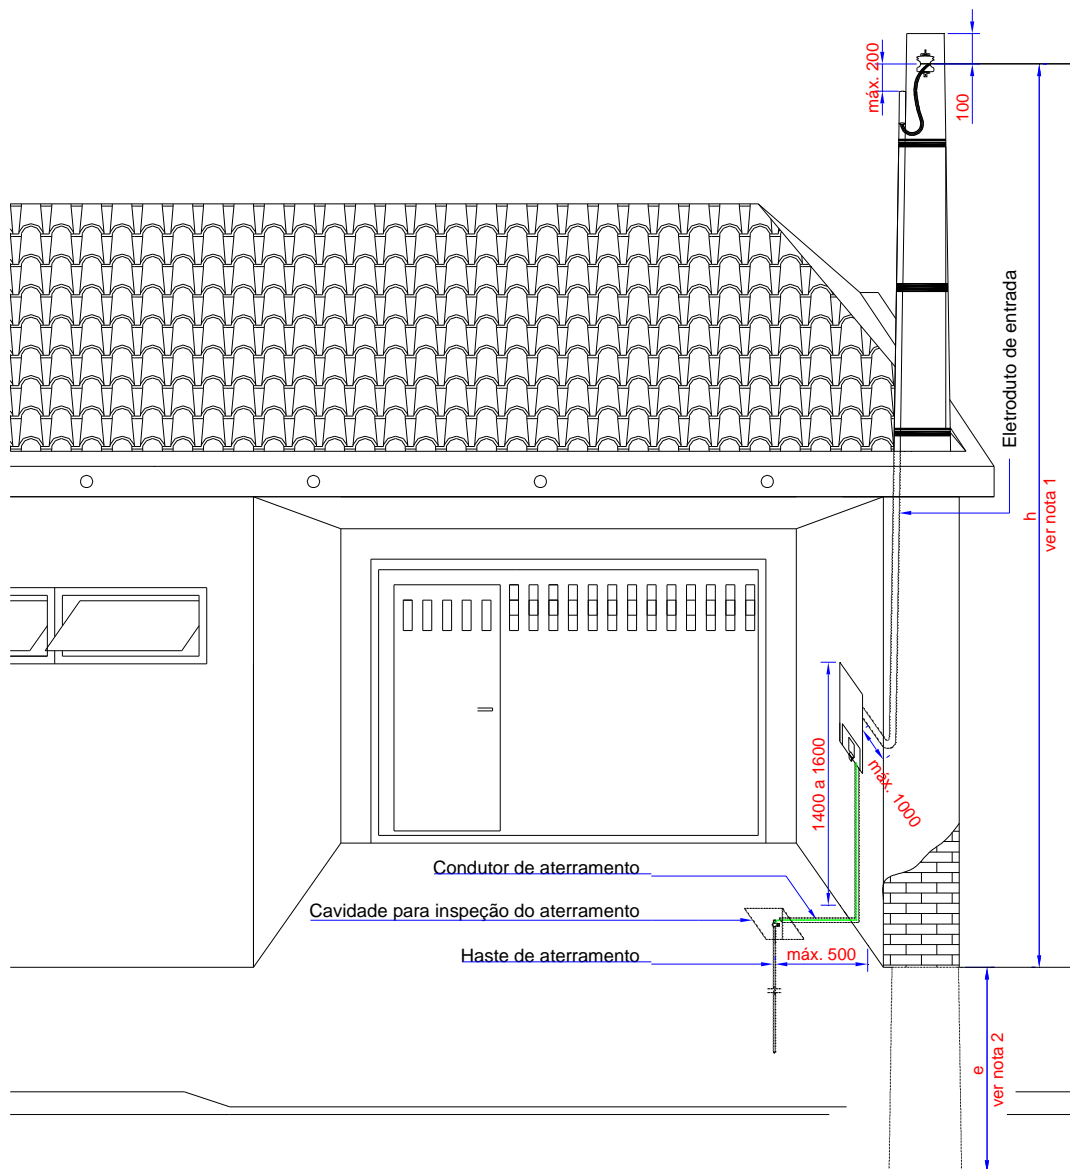 máx. 200
100
Eletroduto de entrada
h
ver nota 1
1400 a 1600
máx. 1000
Condutor de aterramento
Cavidade para inspeção do aterramento
Haste de aterramento
máx. 500
e
ver nota 2